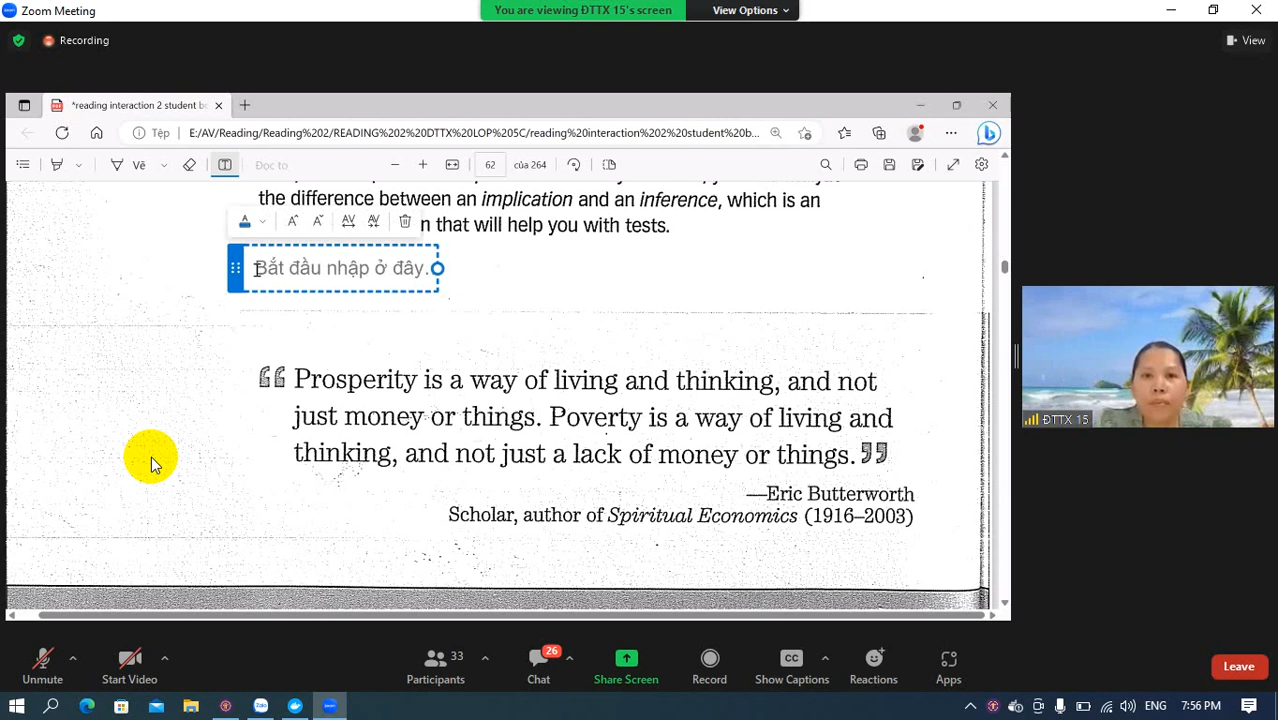 Zoom Meeting
You are viewing ĐTTX 15's screen
View Options
Recording
View
*reading interaction 2 student bo
Tệp
E:/AV/Reading/Reading%202/READING%202%20DTTX%20LOP%205C/reading%20interaction%202%20student%20b...
Vẽ
Đọc to
62
của 264
the difference between an implication and an inference, which is an
n that will help you with tests.
Bắt đầu nhập ở đây.
“Prosperity is a way of living and thinking, and not
just money or things. Poverty is a way of living and
thinking, and not just a lack of money or things.”
—Eric Butterworth
Scholar, author of Spiritual Economics (1916–2003)
ĐTTX 15
Unmute
Start Video
33
Participants
26
Chat
Share Screen
Record
CC
Show Captions
Reactions
Apps
Leave
Zalo
ENG
7:56 PM